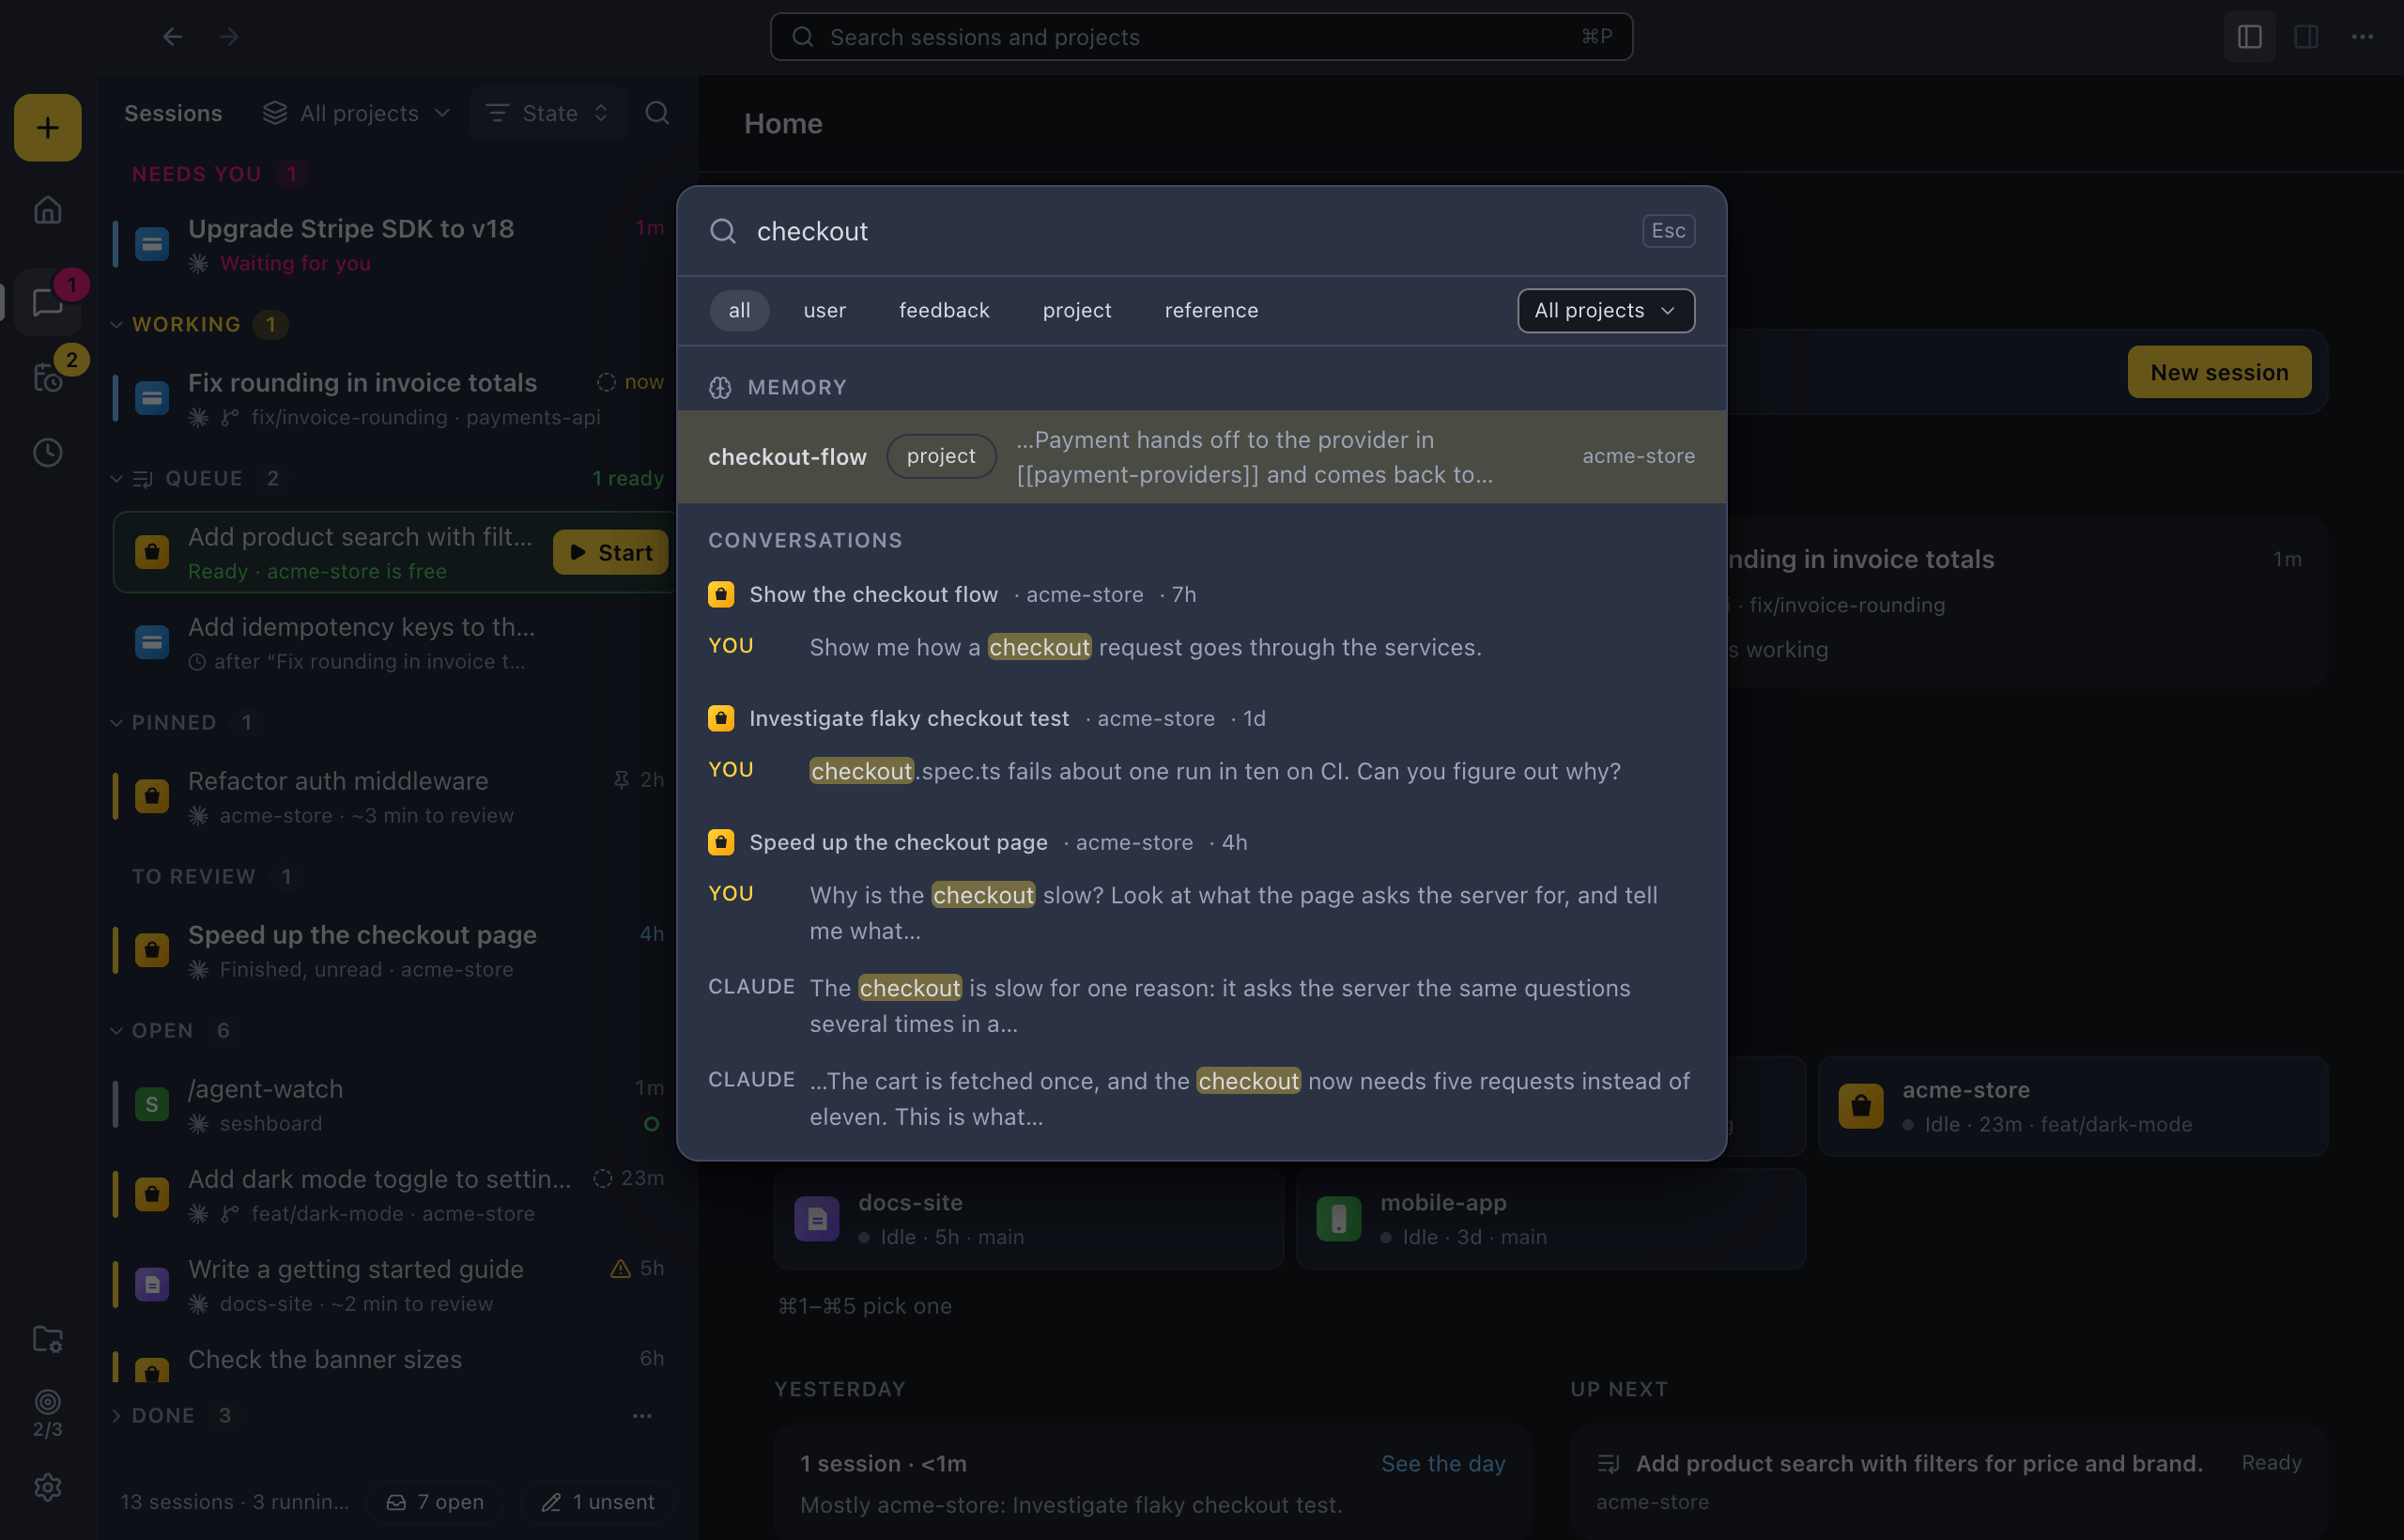 Search sessions and projects ⌘P
Sessions All projects State
NEEDS YOU 1
Upgrade Stripe SDK to v18 1m
Waiting for you
WORKING 1
Fix rounding in invoice totals now
fix/invoice-rounding · payments-api
QUEUE 2 1 ready
Add product search with filt...
Ready · acme-store is free
Start
Add idempotency keys to th...
after “Fix rounding in invoice t...
PINNED 1
Refactor auth middleware 2h
acme-store · ~3 min to review
TO REVIEW 1
Speed up the checkout page 4h
Finished, unread · acme-store
OPEN 6
/agent-watch 1m
S
seshboard
Add dark mode toggle to settin... 23m
feat/dark-mode · acme-store
Write a getting started guide 5h
docs-site · ~2 min to review
Check the banner sizes 6h
DONE 3
13 sessions · 3 runnin... 7 open 1 unsent
1
2
2/3
Home
checkout Esc
all user feedback project reference All projects
MEMORY
checkout-flow project ...Payment hands off to the provider in
[[payment-providers]] and comes back to...
acme-store
CONVERSATIONS
Show the checkout flow · acme-store · 7h
YOU Show me how a checkout request goes through the services.
Investigate flaky checkout test · acme-store · 1d
YOU checkout.spec.ts fails about one run in ten on CI. Can you figure out why?
Speed up the checkout page · acme-store · 4h
YOU Why is the checkout slow? Look at what the page asks the server for, and tell
me what...
CLAUDE The checkout is slow for one reason: it asks the server the same questions
several times in a...
CLAUDE ...The cart is fetched once, and the checkout now needs five requests instead of
eleven. This is what...
New session
nding in invoice totals 1m
· fix/invoice-rounding
s working
acme-store
Idle · 23m · feat/dark-mode
docs-site
Idle · 5h · main
mobile-app
Idle · 3d · main
⌘1–⌘5 pick one
YESTERDAY
1 session · <1m See the day
Mostly acme-store: Investigate flaky checkout test.
UP NEXT
Add product search with filters for price and brand. Ready
acme-store